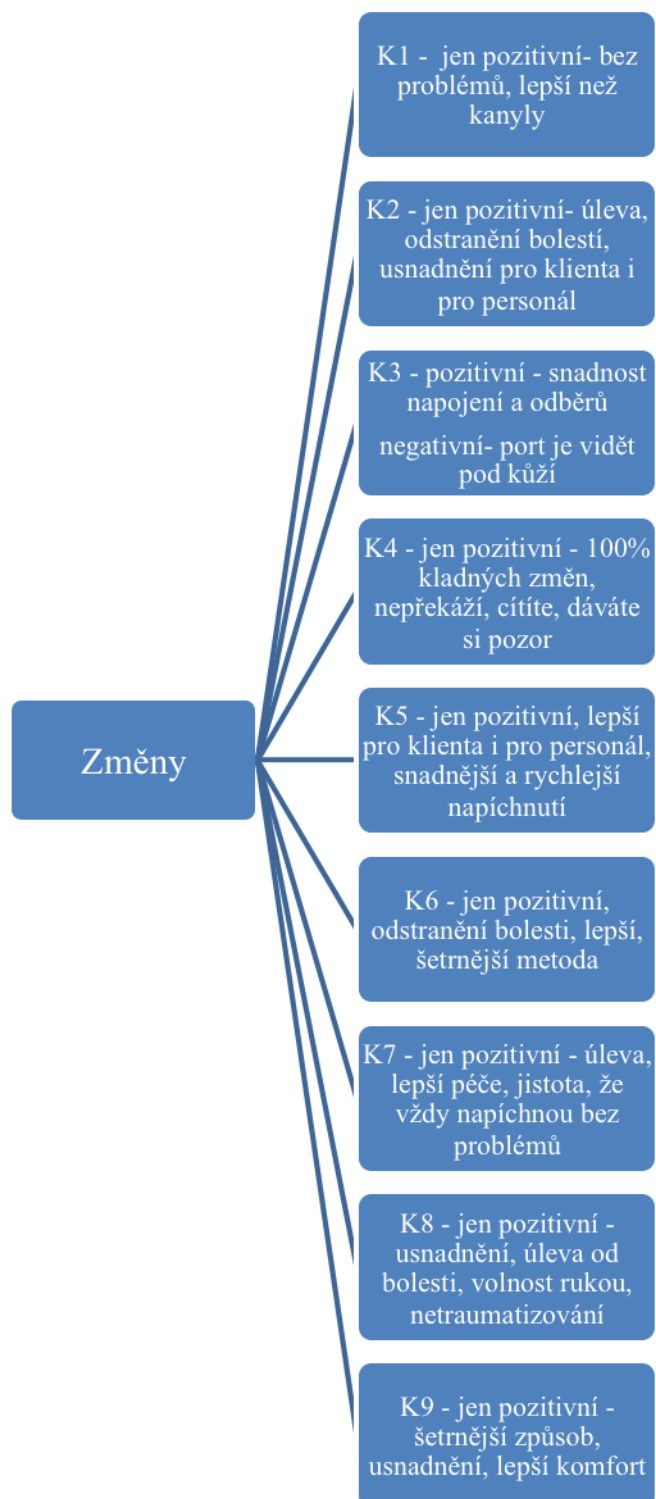 K1 - jen pozitivní- bez
problémů, lepší než
kanyly
K2 - jen pozitivní- úleva,
odstranění bolestí,
usnadnění pro klienta i
pro personál
K3 - pozitivní - snadnost
napojení a odběrů
negativní- port je vidět
pod kůží
K4 - jen pozitivní - 100%
kladných změn,
nepřekáží, cítíte, dáváte
si pozor
Změny
K5 - jen pozitivní, lepší
pro klienta i pro personál,
snadnější a rychlejší
napíchnutí
K6 - jen pozitivní,
odstranění bolesti, lepší,
šetrnější metoda
K7 - jen pozitivní - úleva,
lepší péče, jistota, že
vždy napíchnou bez
problémů
K8 - jen pozitivní -
usnadnění, úleva od
bolesti, volnost rukou,
netraumatizování
K9 - jen pozitivní -
šetrnější způsob,
usnadnění, lepší komfort